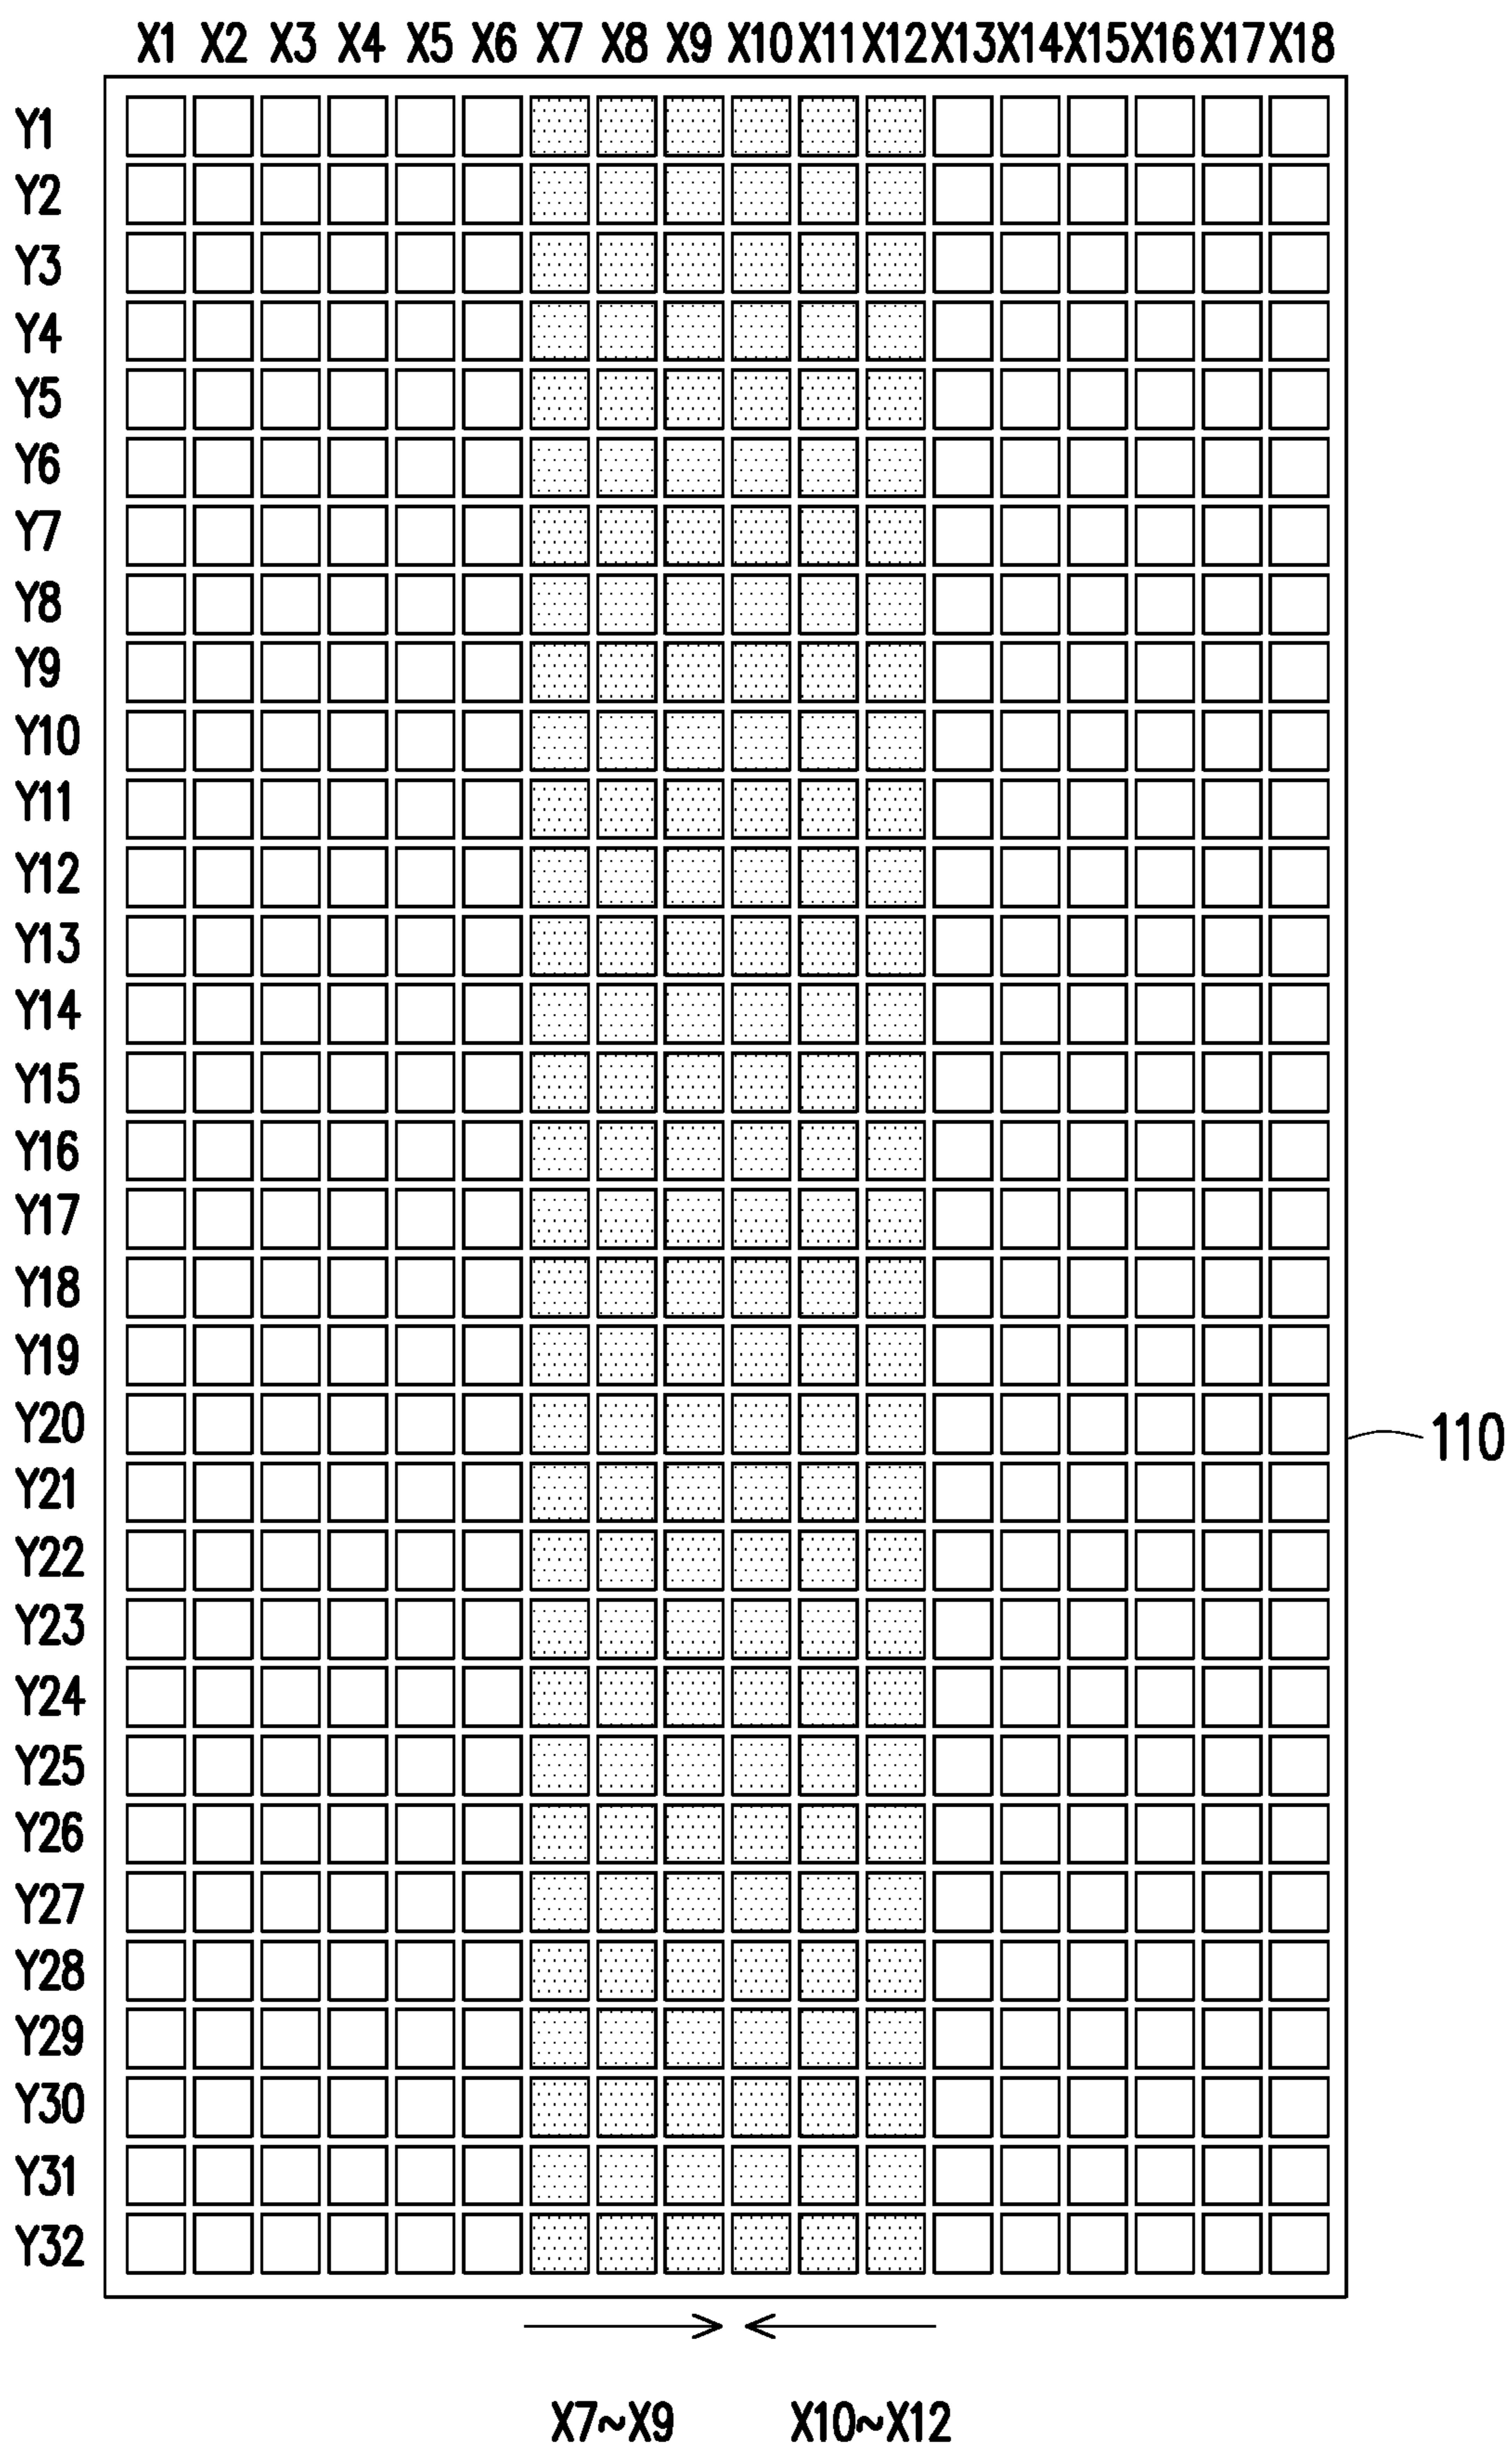 X1 X2 X3 X4 X5 X6 X7 X8 X9 X10 X11 X12 X13 X14 X15 X16 X17 X18
Y1
Y2
Y3
Y4
Y5
Y6
Y7
Y8
Y9
Y10
Y11
Y12
Y13
Y14
Y15
Y16
Y17
Y18
Y19
Y20
110
Y21
Y22
Y23
Y24
Y25
Y26
Y27
Y28
Y29
Y30
Y31
Y32
X7~X9 X10~X12